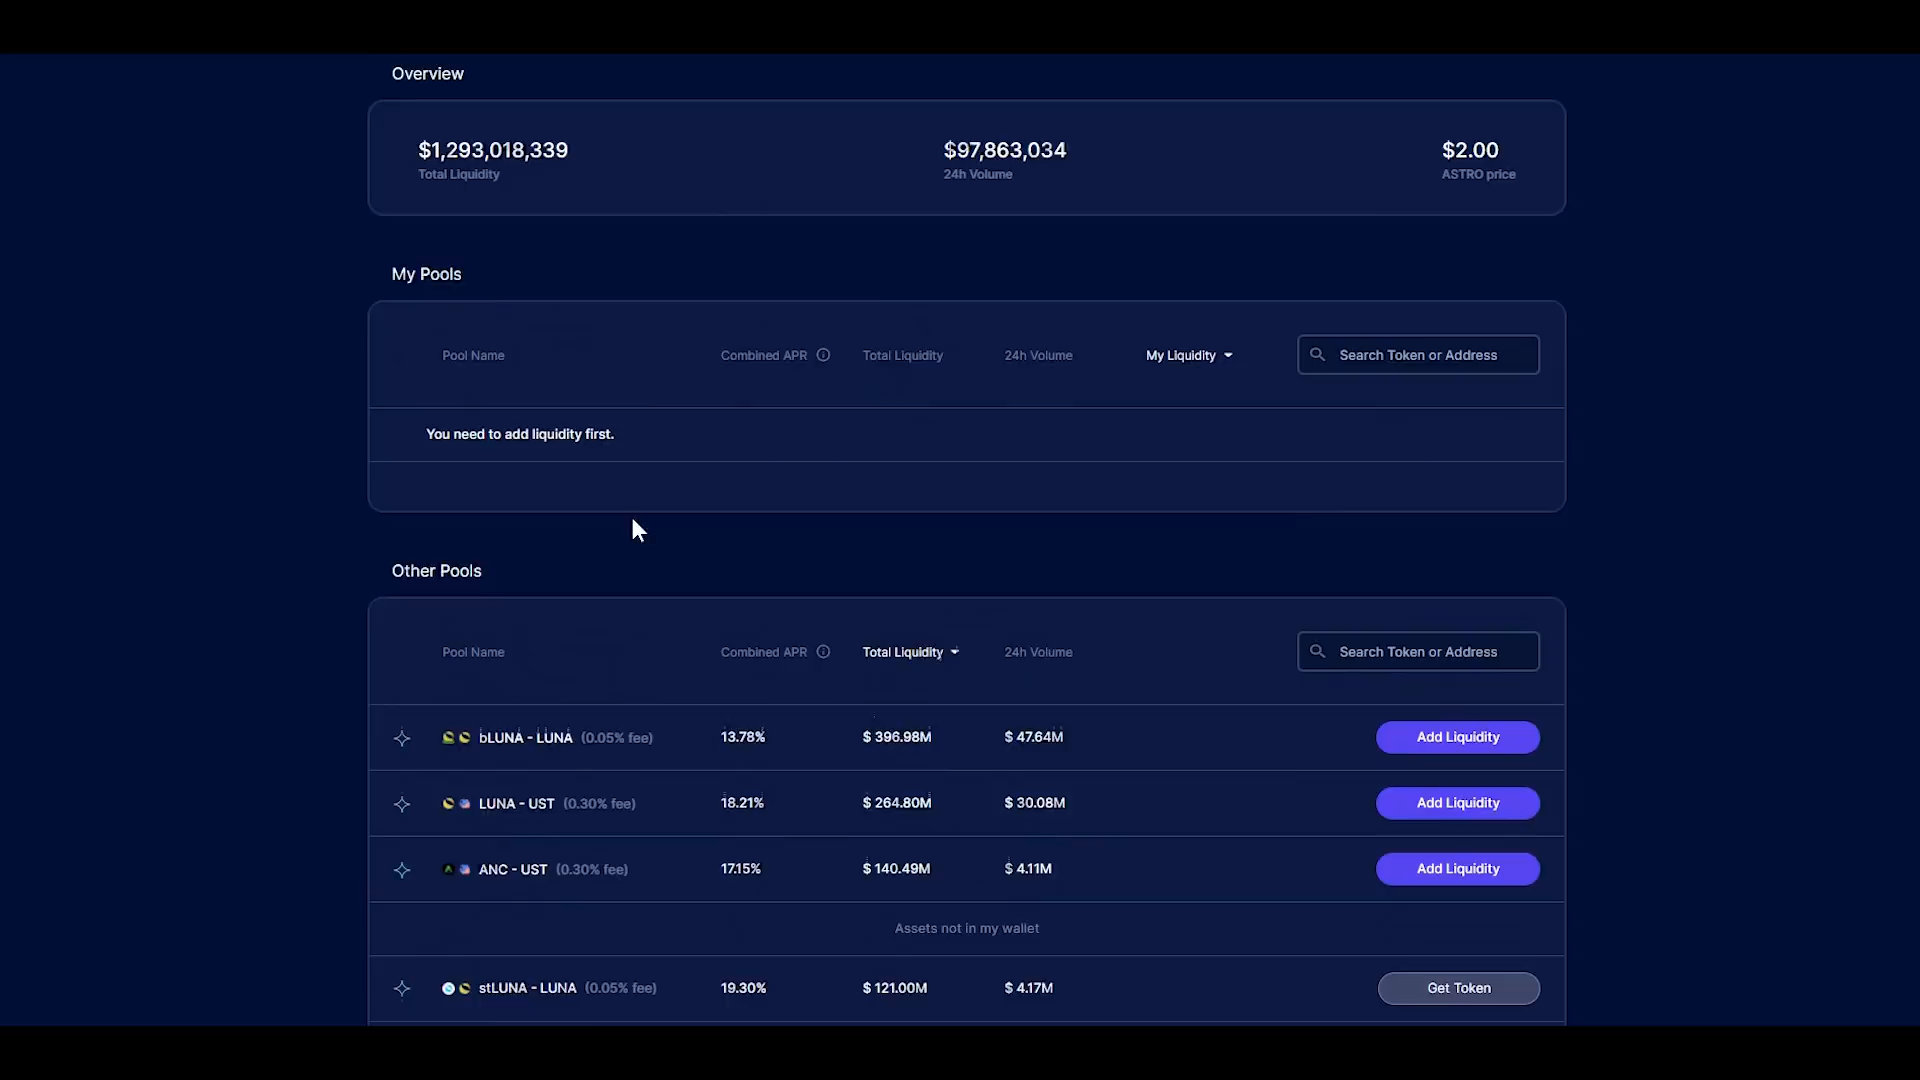 Overview
$1,293,018,339 $97,863,034 $2.00
Total Liquidity 24h Volume ASTRO price
My Pools
Pool Name Combined APR Total Liquidity 24h Volume My Liquidity Search Token or Address
You need to add liquidity first.
Other Pools
Pool Name Combined APR Total Liquidity 24h Volume Search Token or Address
bLUNA - LUNA (0.05% fee) 13.78% $ 396.98M $ 47.64M Add Liquidity
LUNA - UST (0.30% fee) 18.21% $ 264.80M $ 30.08M Add Liquidity
ANC - UST (0.30% fee) 17.15% $ 140.49M $ 4.11M Add Liquidity
Assets not in my wallet
stLUNA - LUNA (0.05% fee) 19.30% $ 121.00M $ 4.17M Get Token